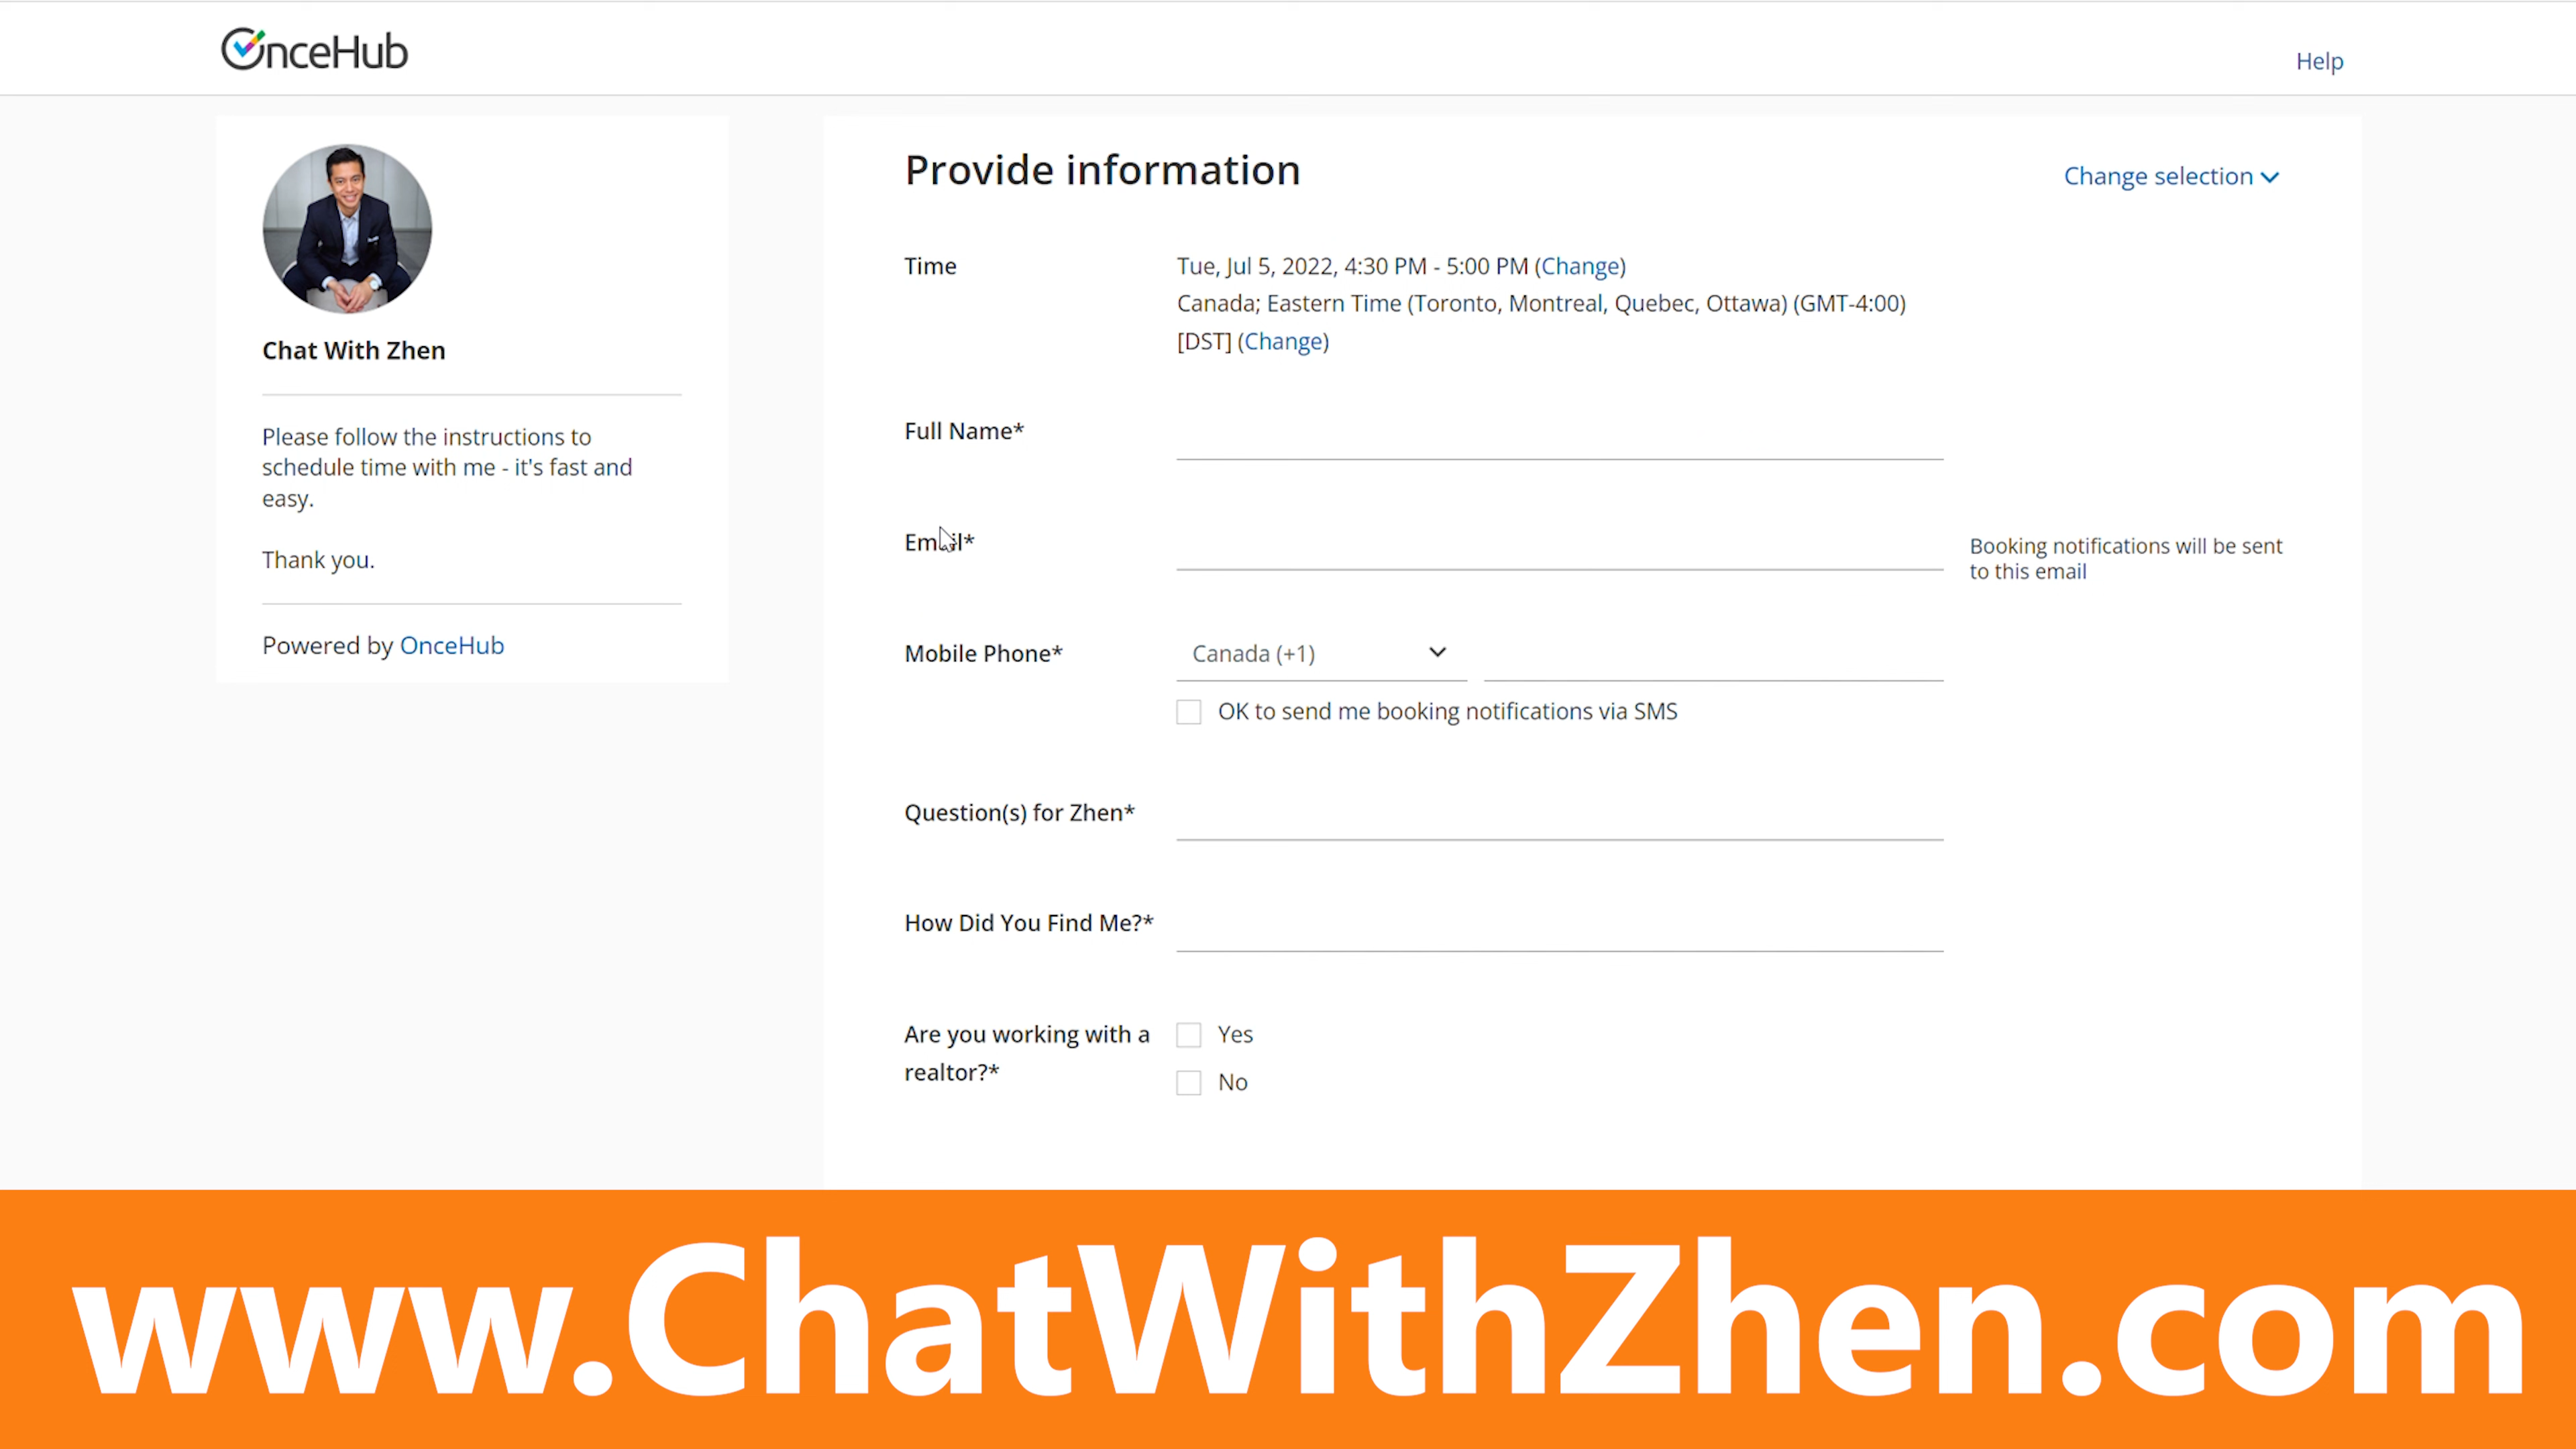 OnceHub
Help
Chat With Zhen
Please follow the instructions to
schedule time with me - it's fast and
easy.
Thank you.
Powered by OnceHub
Provide information
Change selection
Time
Tue, Jul 5, 2022, 4:30 PM - 5:00 PM (Change)
Canada; Eastern Time (Toronto, Montreal, Quebec, Ottawa) (GMT-4:00)
[DST] (Change)
Full Name*
Email*
Booking notifications will be sent
to this email
Mobile Phone*
Canada (+1)
OK to send me booking notifications via SMS
Question(s) for Zhen*
How Did You Find Me?*
Are you working with a
realtor?*
Yes
No
www.ChatWithZhen.com